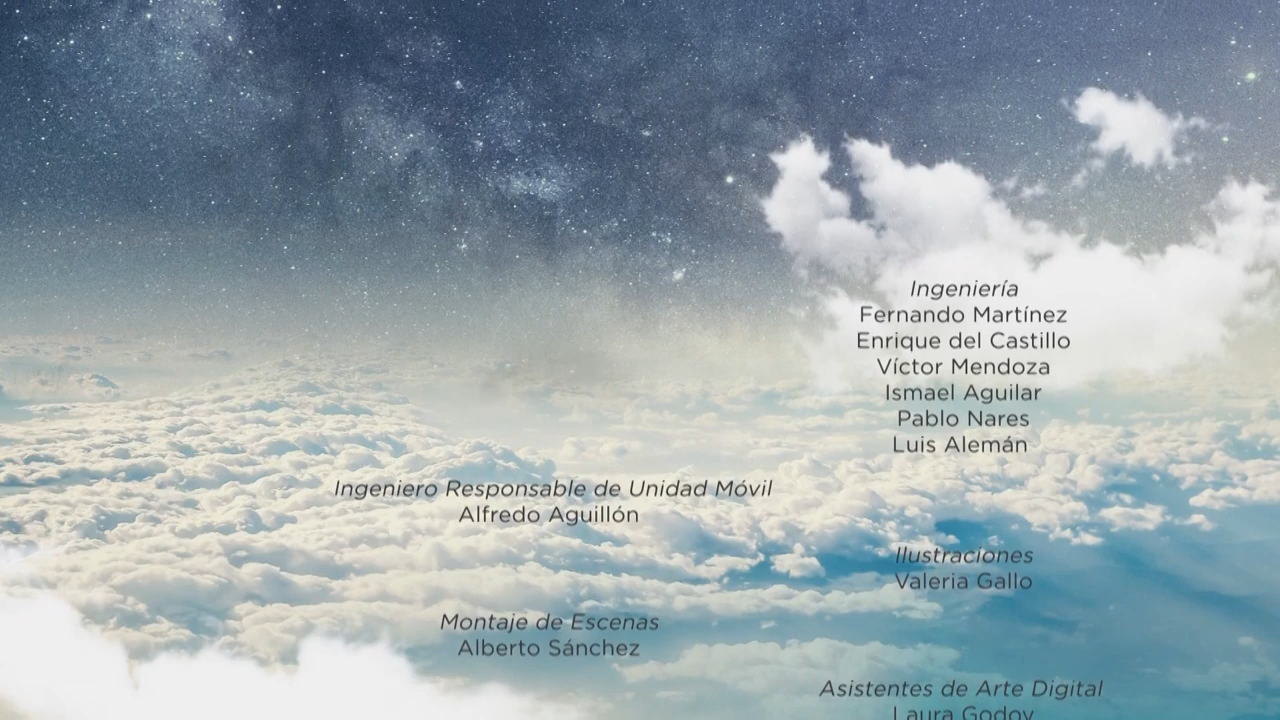 Ingeniería
Fernando Martínez
Enrique del Castillo
Víctor Mendoza
Ismael Aguilar
Pablo Nares
Luis Alemán
Ingeniero Responsable de Unidad Móvil
Alfredo Aguillón
Ilustraciones
Valeria Gallo
Montaje de Escenas
Alberto Sánchez
Asistentes de Arte Digital
Laura Godoy